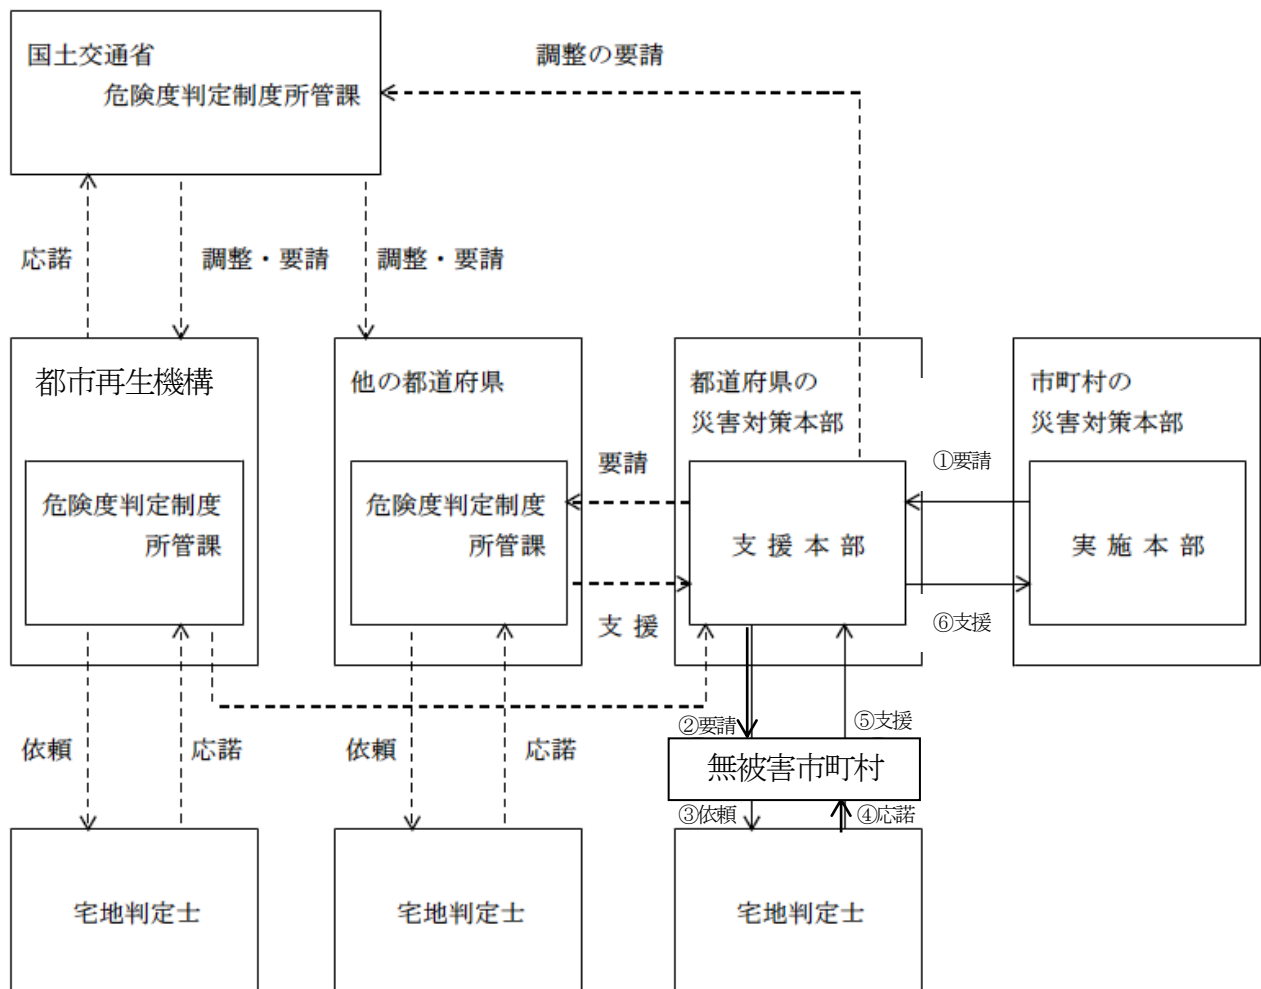 国土交通省
危険度判定制度所管課
調整の要請
応諾
調整・要請
調整・要請
都市再生機構
危険度判定制度
所管課
他の都道府県
危険度判定制度
所管課
要請
支 援
都道府県の
災害対策本部
支 援 本 部
①要請
⑥支援
市町村の
災害対策本部
実 施 本 部
依頼
応諾
依頼
応諾
②要請
⑤支援
無被害市町村
③依頼
④応諾
宅地判定士
宅地判定士
宅地判定士